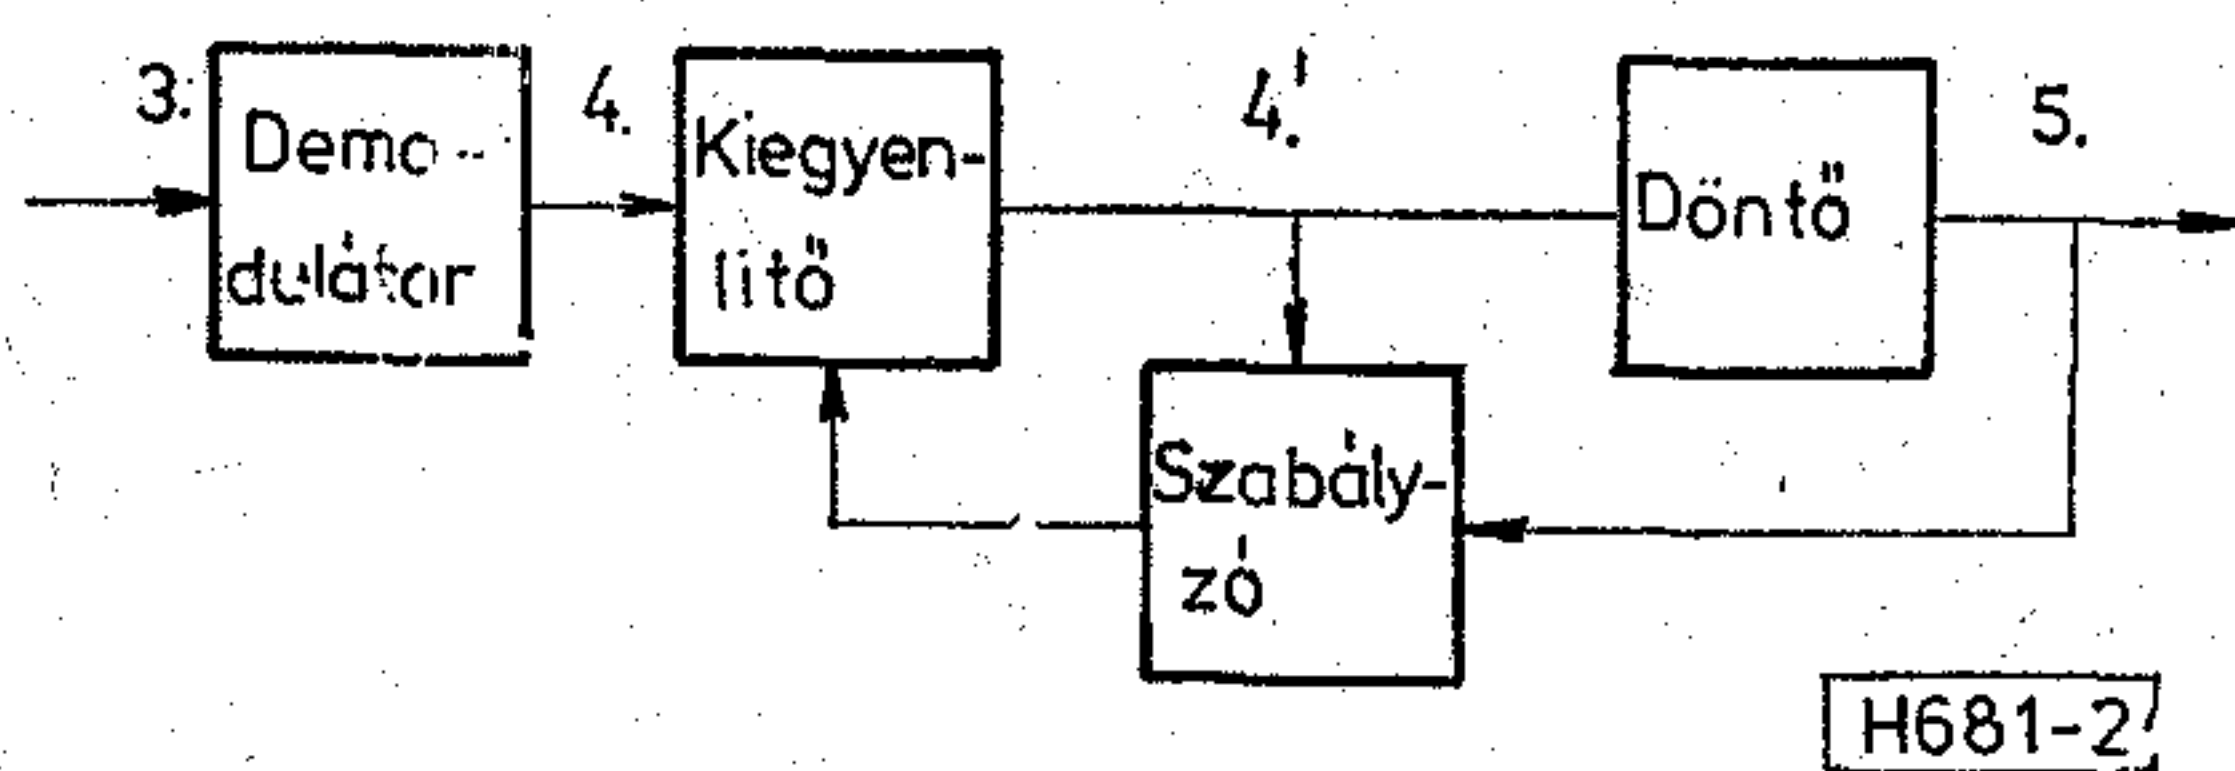 3.
Demo-
dulátor
4.
Kiegyen-
lítő
4.'
Döntő
5.
Szabály-
zó
H681-2